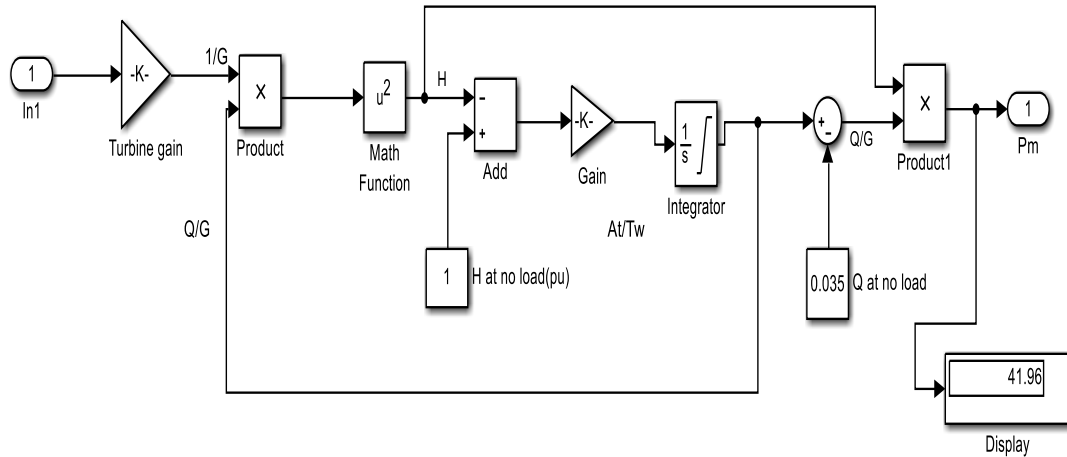 1
In1
-K-
Turbine gain
1/G
×
Product
Q/G
u²
Math
Function
H
−
+
Add
1
H at no load(pu)
-K-
Gain
At/Tw
1
s
Integrator
+
−
Q/G
0.035
Q at no load
×
Product1
1
Pm
41.96
Display